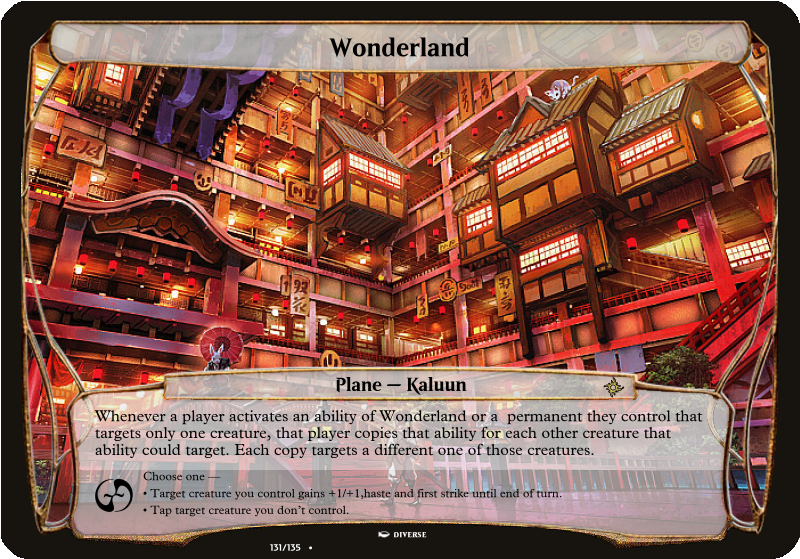 Wonderland
Plane — Kaluun
Whenever a player activates an ability of Wonderland or a  permanent they control that
targets only one creature, that player copies that ability for each other creature that
ability could target. Each copy targets a different one of those creatures.
Choose one —
• Target creature you control gains +1/+1,haste and first strike until end of turn.
• Tap target creature you don't control.
DIVERSE
131/135 •